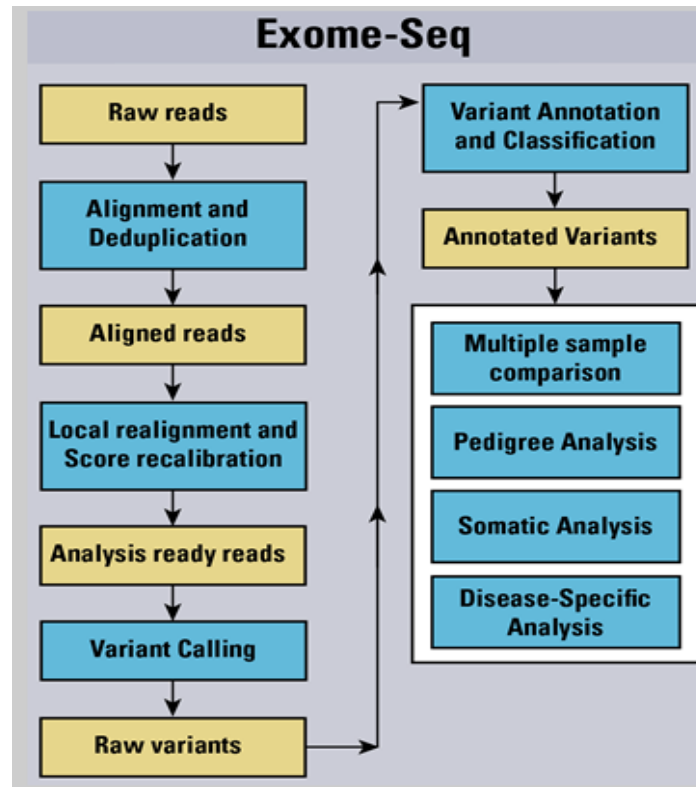 Exome-Seq
Raw reads
Alignment and
Deduplication
Aligned reads
Local realignment and
Score recalibration
Analysis ready reads
Variant Calling
Raw variants
Variant Annotation
and Classification
Annotated Variants
Multiple sample
comparison
Pedigree Analysis
Somatic Analysis
Disease-Specific
Analysis